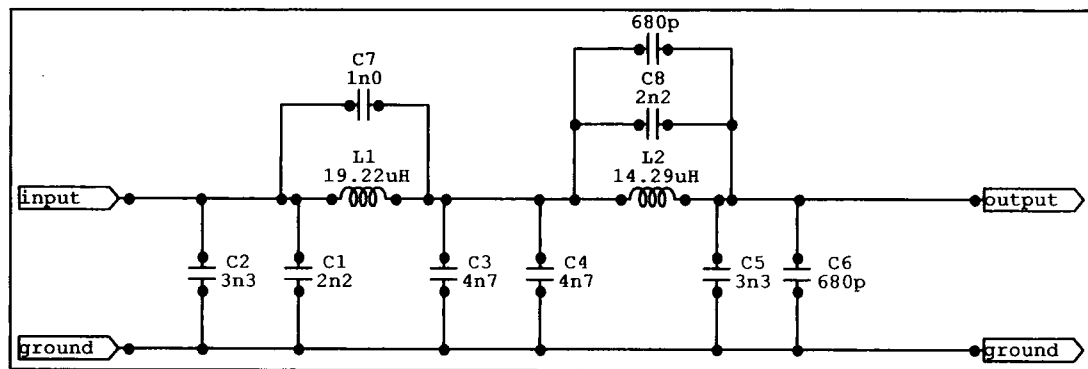 680p
C7
1n0
C8
2n2
L1
19.22uH
L2
14.29uH
input
output
C2
3n3
C1
2n2
C3
4n7
C4
4n7
C5
3n3
C6
680p
ground
ground